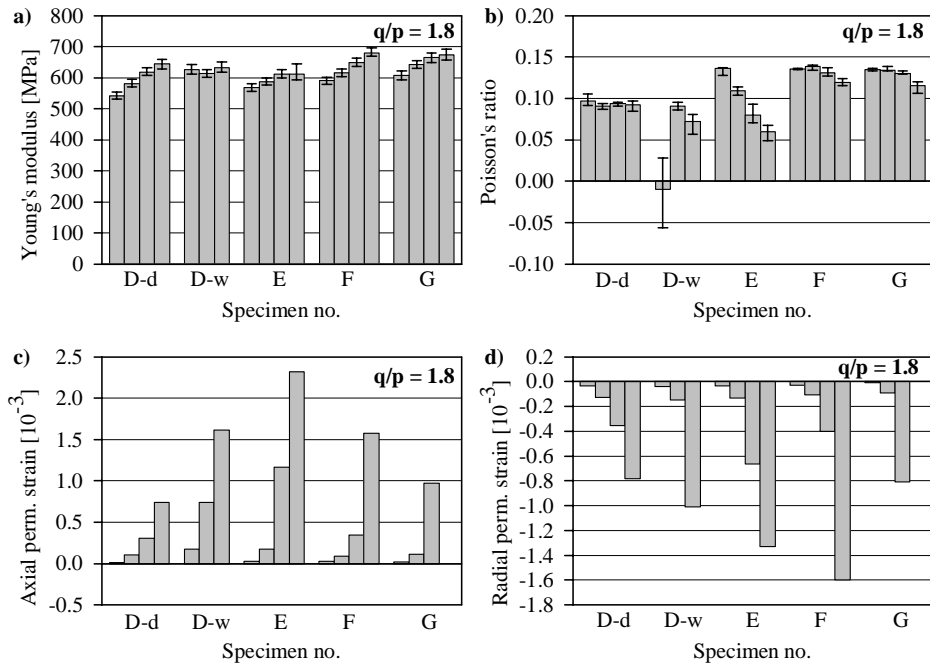 a)
q/p = 1.8
Young's modulus [MPa]
800
700
600
500
400
300
200
100
0
D-d D-w E F G
Specimen no.
b)
q/p = 1.8
Poisson's ratio
0.20
0.15
0.10
0.05
0.00
-0.05
-0.10
D-d D-w E F G
Specimen no.
c)
q/p = 1.8
Axial perm. strain [10⁻³]
2.5
2.0
1.5
1.0
0.5
0.0
-0.5
D-d D-w E F G
Specimen no.
d)
q/p = 1.8
Radial perm. strain [10⁻³]
0.2
0.0
-0.2
-0.4
-0.6
-0.8
-1.0
-1.2
-1.4
-1.6
-1.8
D-d D-w E F G
Specimen no.